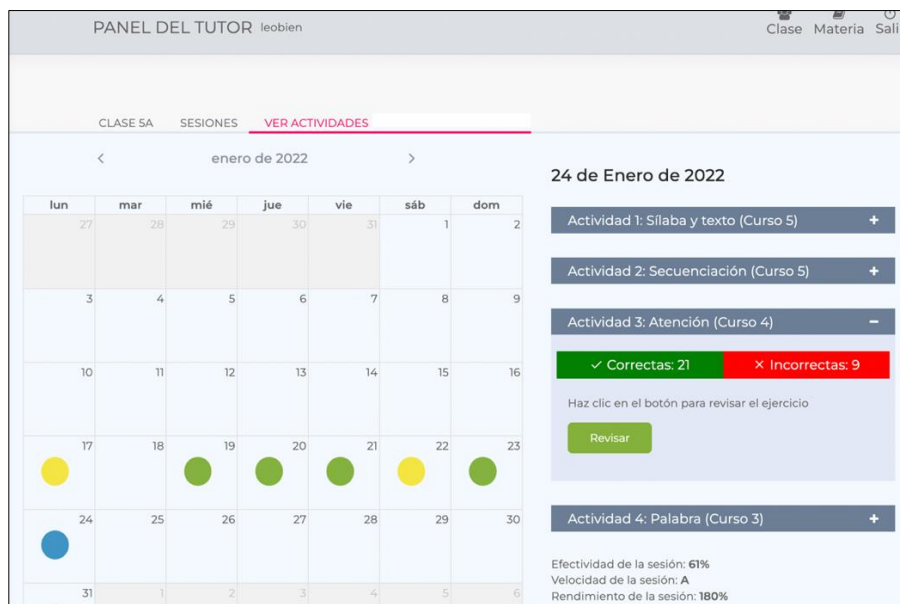 PANEL DEL TUTOR leobien
Clase Materia Sali
CLASE 5A SESIONES VER ACTIVIDADES
enero de 2022
lun mar mié jue vie sáb dom
27 28 29 30 31 1 2
3 4 5 6 7 8 9
10 11 12 13 14 15 16
17 18 19 20 21 22 23
24 25 26 27 28 29 30
31 1 2 3 4 5 6
24 de Enero de 2022
Actividad 1: Sílaba y texto (Curso 5)
Actividad 2: Secuenciación (Curso 5)
Actividad 3: Atención (Curso 4)
✓ Correctas: 21 × Incorrectas: 9
Haz clic en el botón para revisar el ejercicio
Revisar
Actividad 4: Palabra (Curso 3)
Efectividad de la sesión: 61%
Velocidad de la sesión: A
Rendimiento de la sesión: 180%